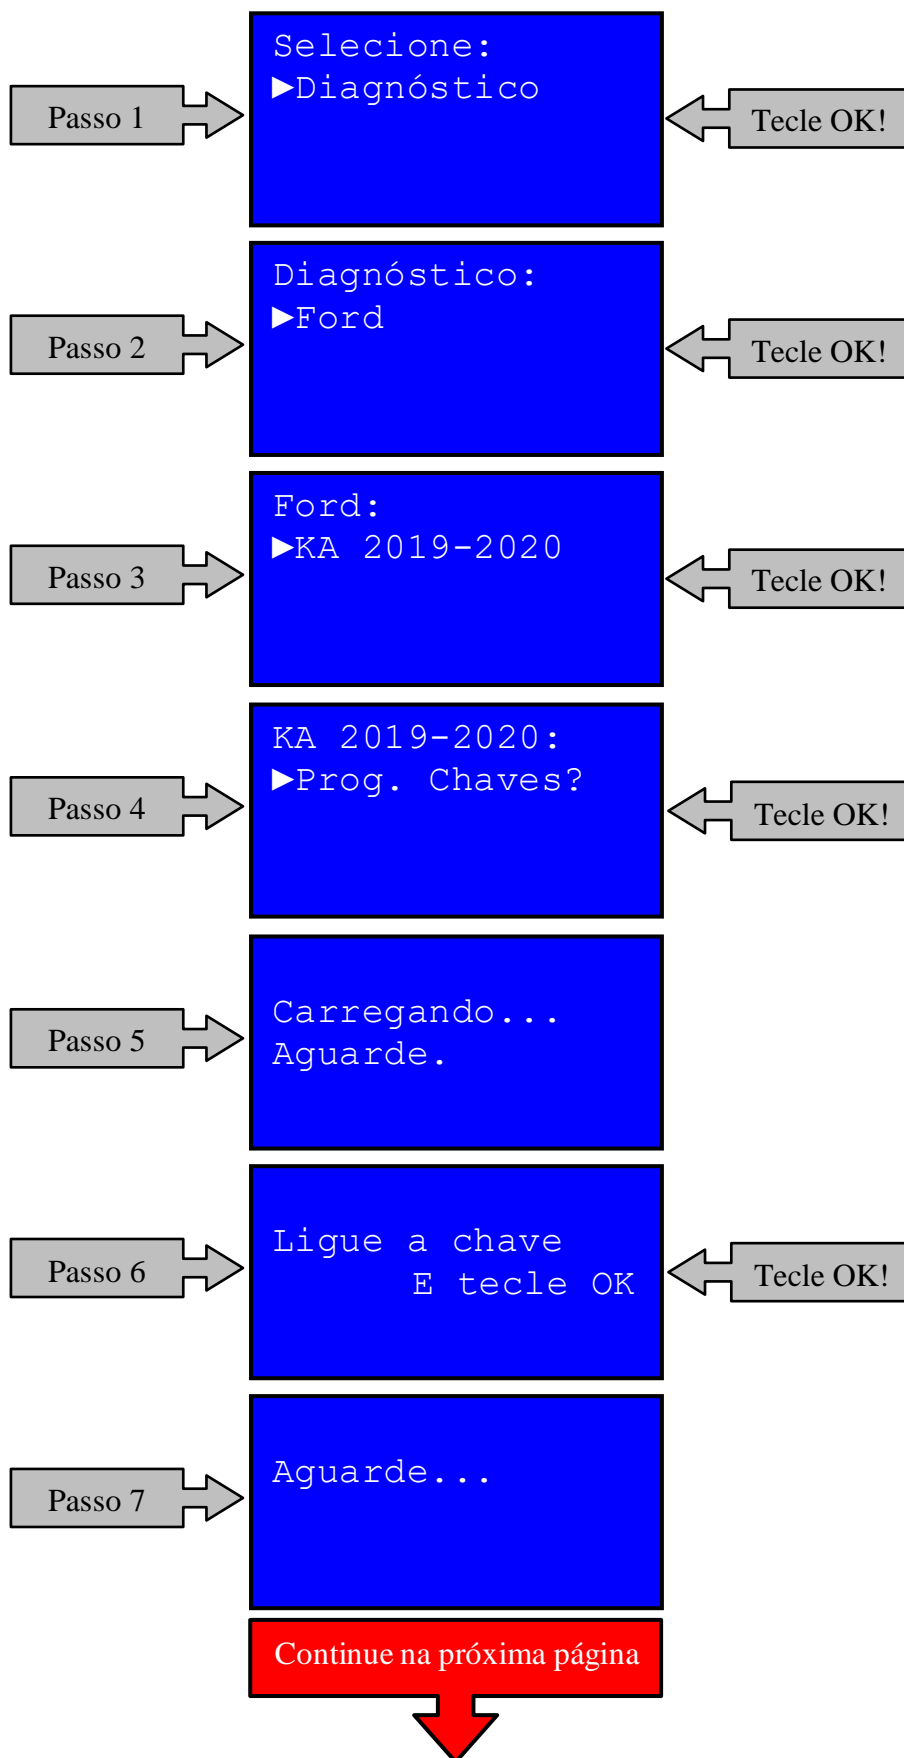 Selecione:
►Diagnóstico
Passo 1
Tecle OK!
Diagnóstico:
►Ford
Passo 2
Tecle OK!
Ford:
►KA 2019-2020
Passo 3
Tecle OK!
KA 2019-2020:
►Prog. Chaves?
Passo 4
Tecle OK!
Carregando...
Aguarde.
Passo 5
Ligue a chave
E tecle OK
Passo 6
Tecle OK!
Aguarde...
Passo 7
Continue na próxima página